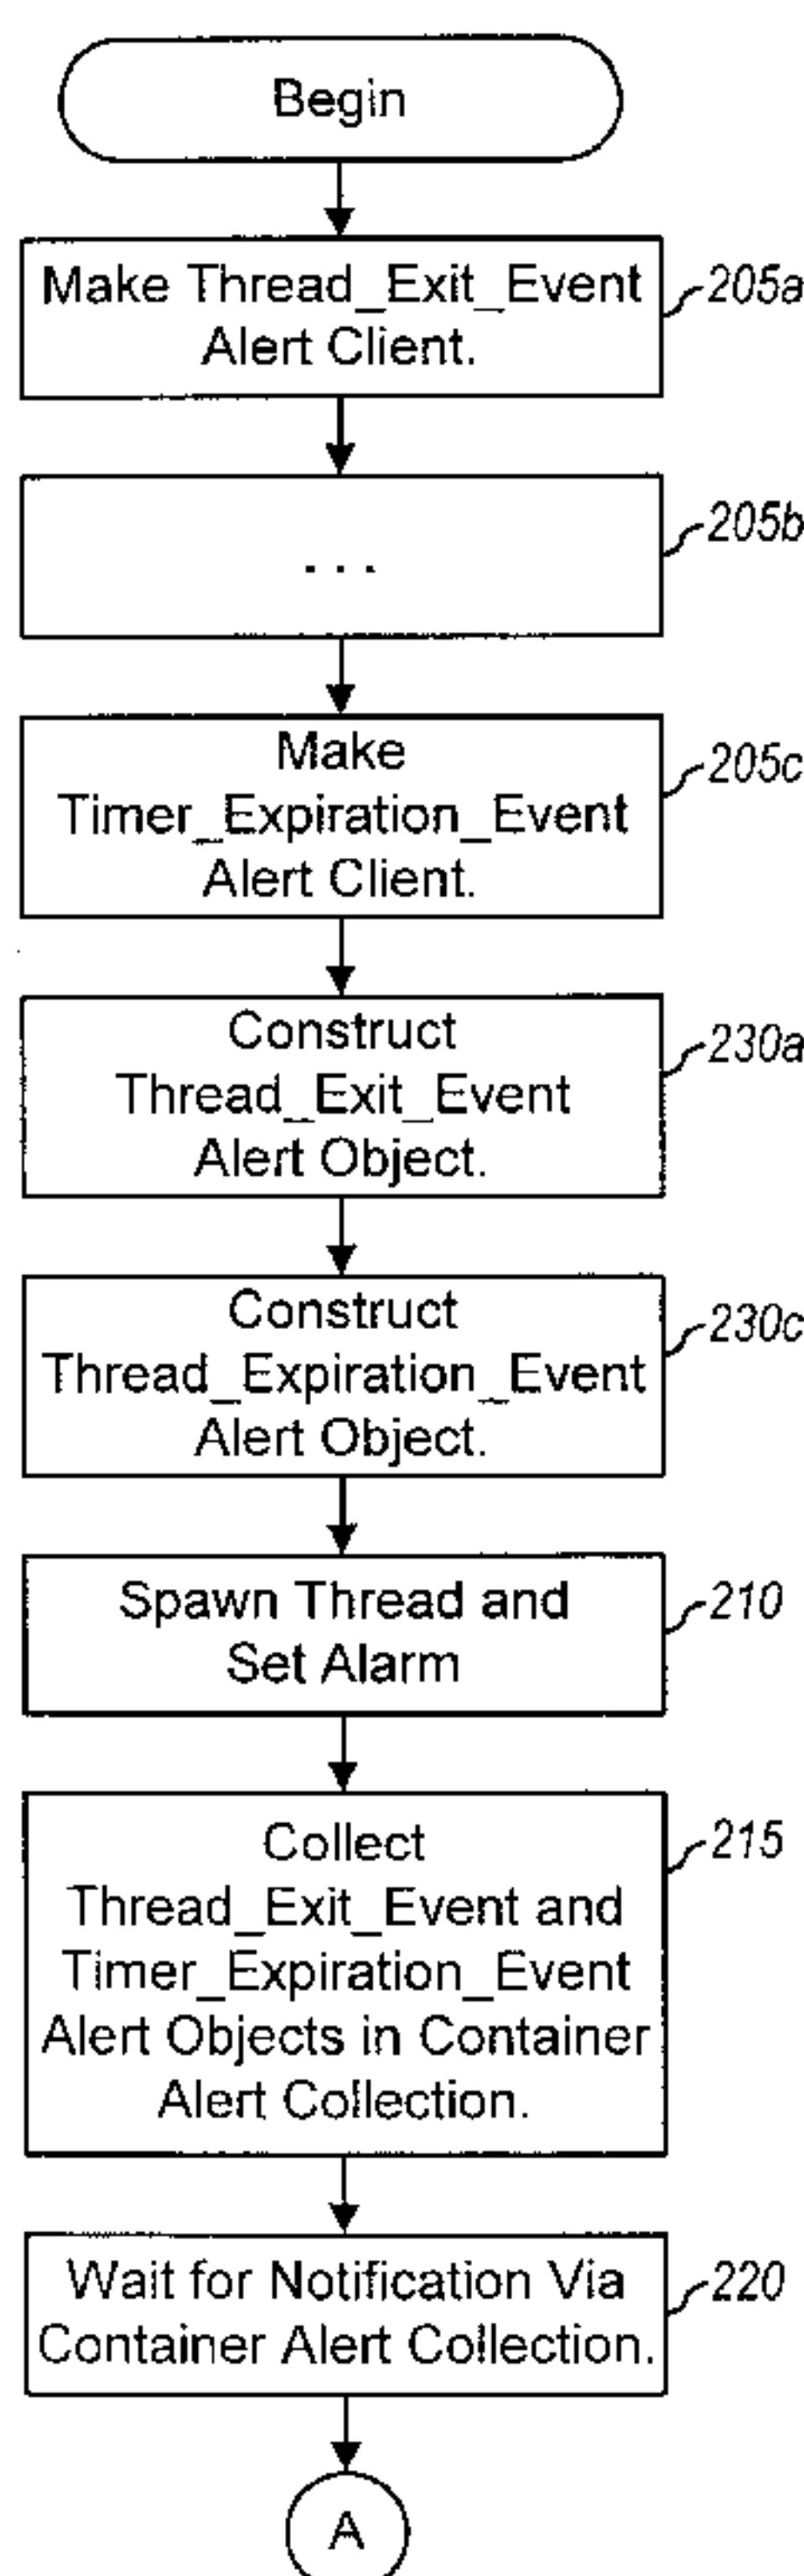 Begin
Make Thread_Exit_Event
Alert Client.
205a
...
205b
Make
Timer_Expiration_Event
Alert Client.
205c
Construct
Thread_Exit_Event
Alert Object.
230a
Construct
Thread_Expiration_Event
Alert Object.
230c
Spawn Thread and
Set Alarm
210
Collect
Thread_Exit_Event and
Timer_Expiration_Event
Alert Objects in Container
Alert Collection.
215
Wait for Notification Via
Container Alert Collection.
220
A